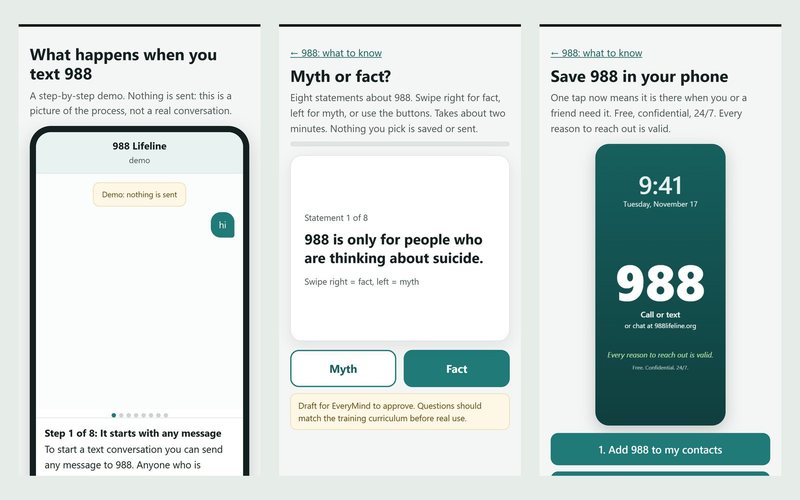 What happens when you
text 988
A step-by-step demo. Nothing is sent: this is a
picture of the process, not a real conversation.
988 Lifeline
demo
Demo: nothing is sent
hi
Step 1 of 8: It starts with any message
To start a text conversation you can send
any message to 988. Anyone who is
← 988: what to know
Myth or fact?
Eight statements about 988. Swipe right for fact,
left for myth, or use the buttons. Takes about two
minutes. Nothing you pick is saved or sent.
Statement 1 of 8
988 is only for people who
are thinking about suicide.
Swipe right = fact, left = myth
Myth
Fact
Draft for EveryMind to approve. Questions should
match the training curriculum before real use.
← 988: what to know
Save 988 in your phone
One tap now means it is there when you or a
friend need it. Free, confidential, 24/7. Every
reason to reach out is valid.
9:41
Tuesday, November 17
988
Call or text
or chat at 988lifeline.org
Every reason to reach out is valid.
Free. Confidential. 24/7.
1. Add 988 to my contacts